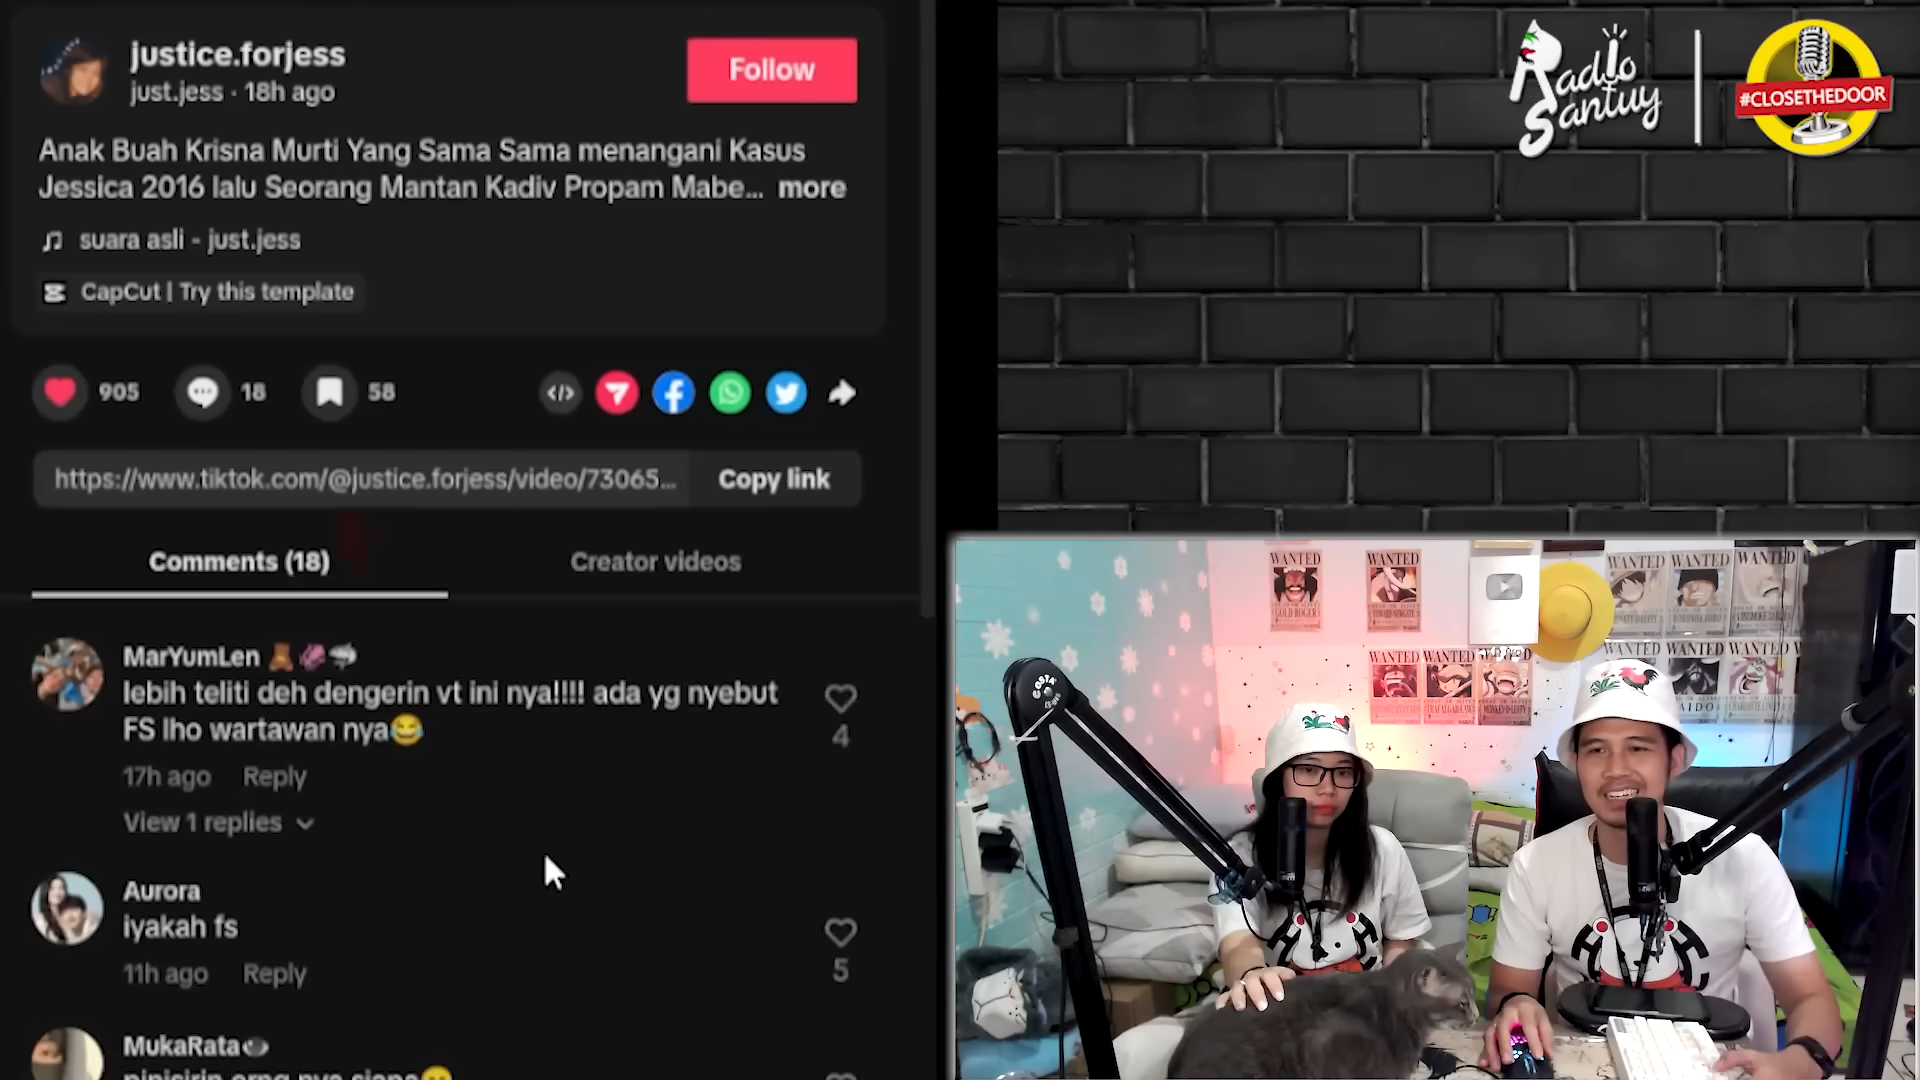 justice.forjess
just.jess · 18h ago
Follow
Anak Buah Krisna Murti Yang Sama Sama menangani Kasus
Jessica 2016 lalu Seorang Mantan Kadiv Propam Mabe... more
suara asli - just.jess
CapCut | Try this template
905
18
58
https://www.tiktok.com/@justice.forjess/video/73065...
Copy link
Comments (18)
Creator videos
MarYumLen 🧸🦑🦈
lebih teliti deh dengerin vt ini nya!!!! ada yg nyebut
FS lho wartawan nya😂
4
17h ago Reply
View 1 replies
Aurora
iyakah fs
11h ago Reply
5
MukaRata
Radio
Santuy
#CLOSETHEDOOR
WANTED
GOLD ROGER
WANTED
WANTED
WANTED
WANTED
WANTED
WANTED
WANTED
WANTED
WANTED
WANTED